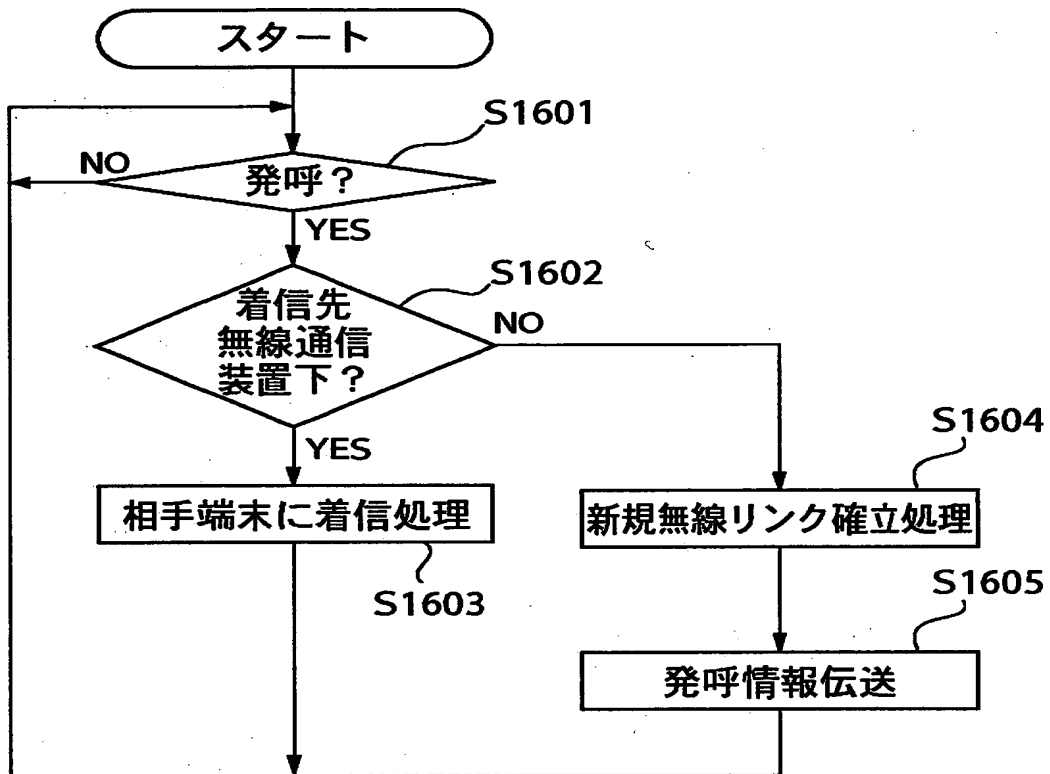 スタート
S1601
NO
発呼？
YES
S1602
着信先
無線通信
装置下？
NO
YES
S1604
相手端末に着信処理
新規無線リンク確立処理
S1603
S1605
発呼情報伝送